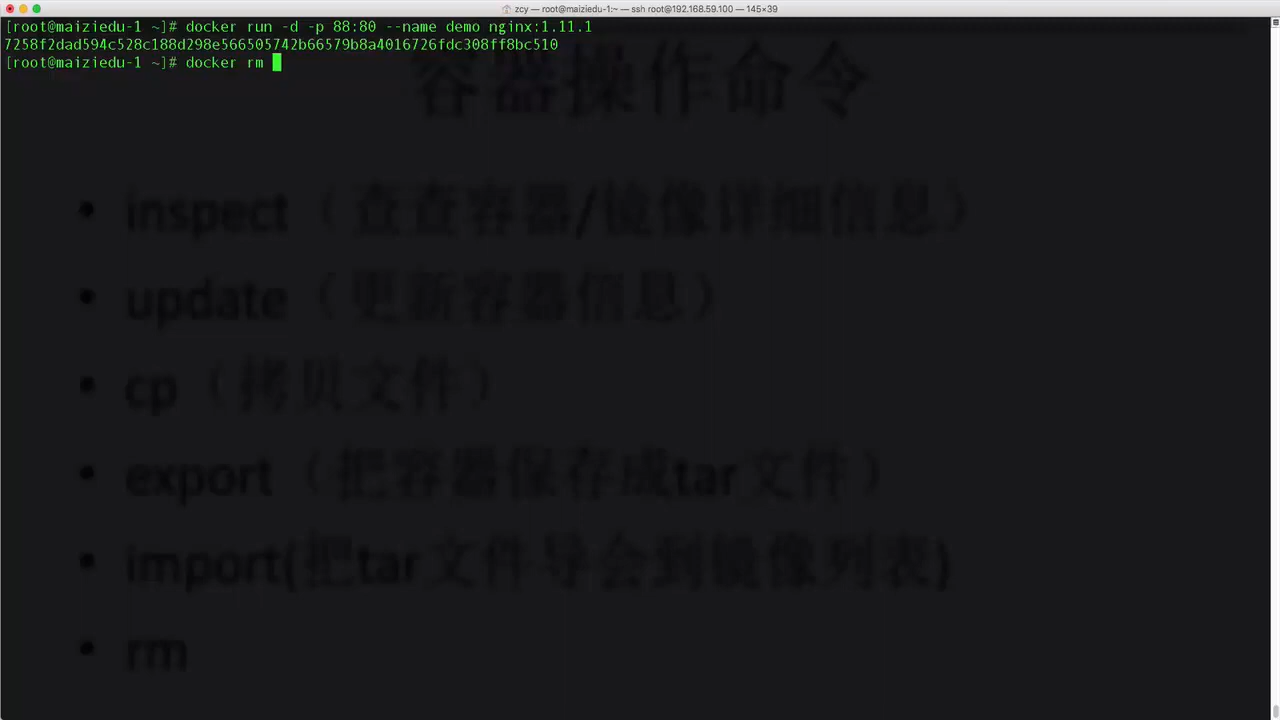 zcy — root@maiziedu-1:~ — ssh root@192.168.59.100 — 145×39
[root@maiziedu-1 ~]# docker run -d -p 88:80 --name demo nginx:1.11.1
7258f2dad594c528c188d298e566505742b66579b8a4016726fdc308ff8bc510
[root@maiziedu-1 ~]# docker rm
容器操作命令
• inspect（查查容器/镜像详细信息）
• update（更新容器信息）
• cp（拷贝文件）
• export（把容器保存成tar文件）
• import(把tar文件导会到镜像列表)
• rm